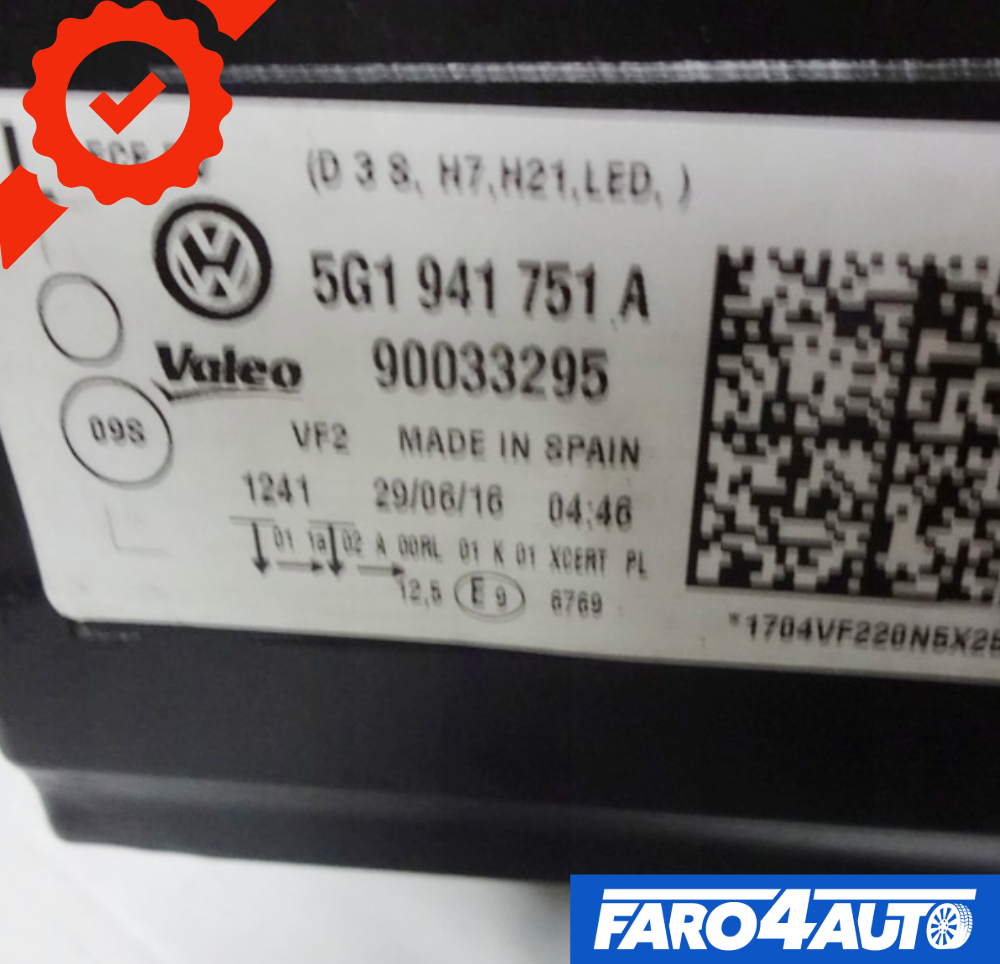 (D 3 S, H7,H21,LED, )
5G1 941 751 A
Valeo 90033295
09S
VF2 MADE IN SPAIN
1241 29/06/16 04:46
01 1a 02 A 00RL 01 K 01 XCERT PL
12,5 E 9 6769
*1704VF220N5X25
FARO4AUTO